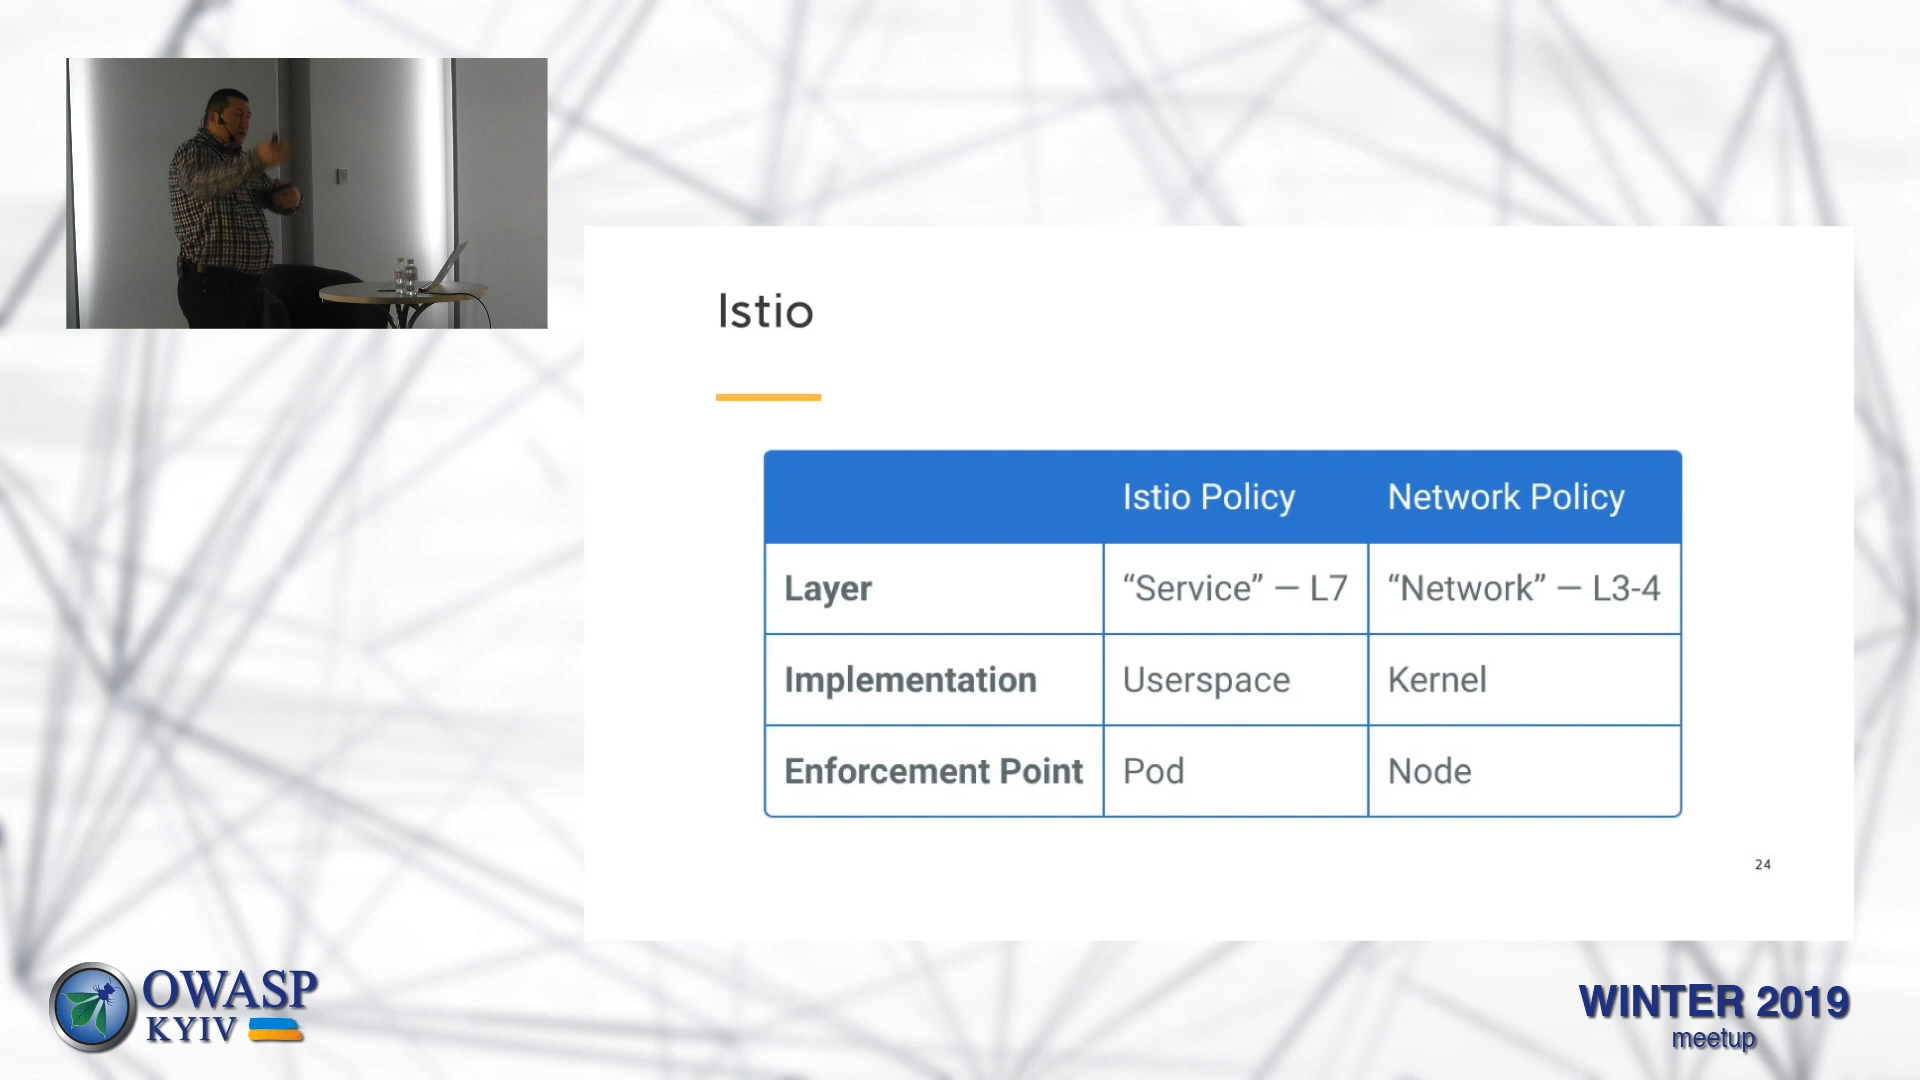 Istio
Istio Policy Network Policy
Layer “Service” — L7 “Network” — L3-4
Implementation Userspace Kernel
Enforcement Point Pod Node
24
OWASP
KYIV
WINTER 2019
meetup